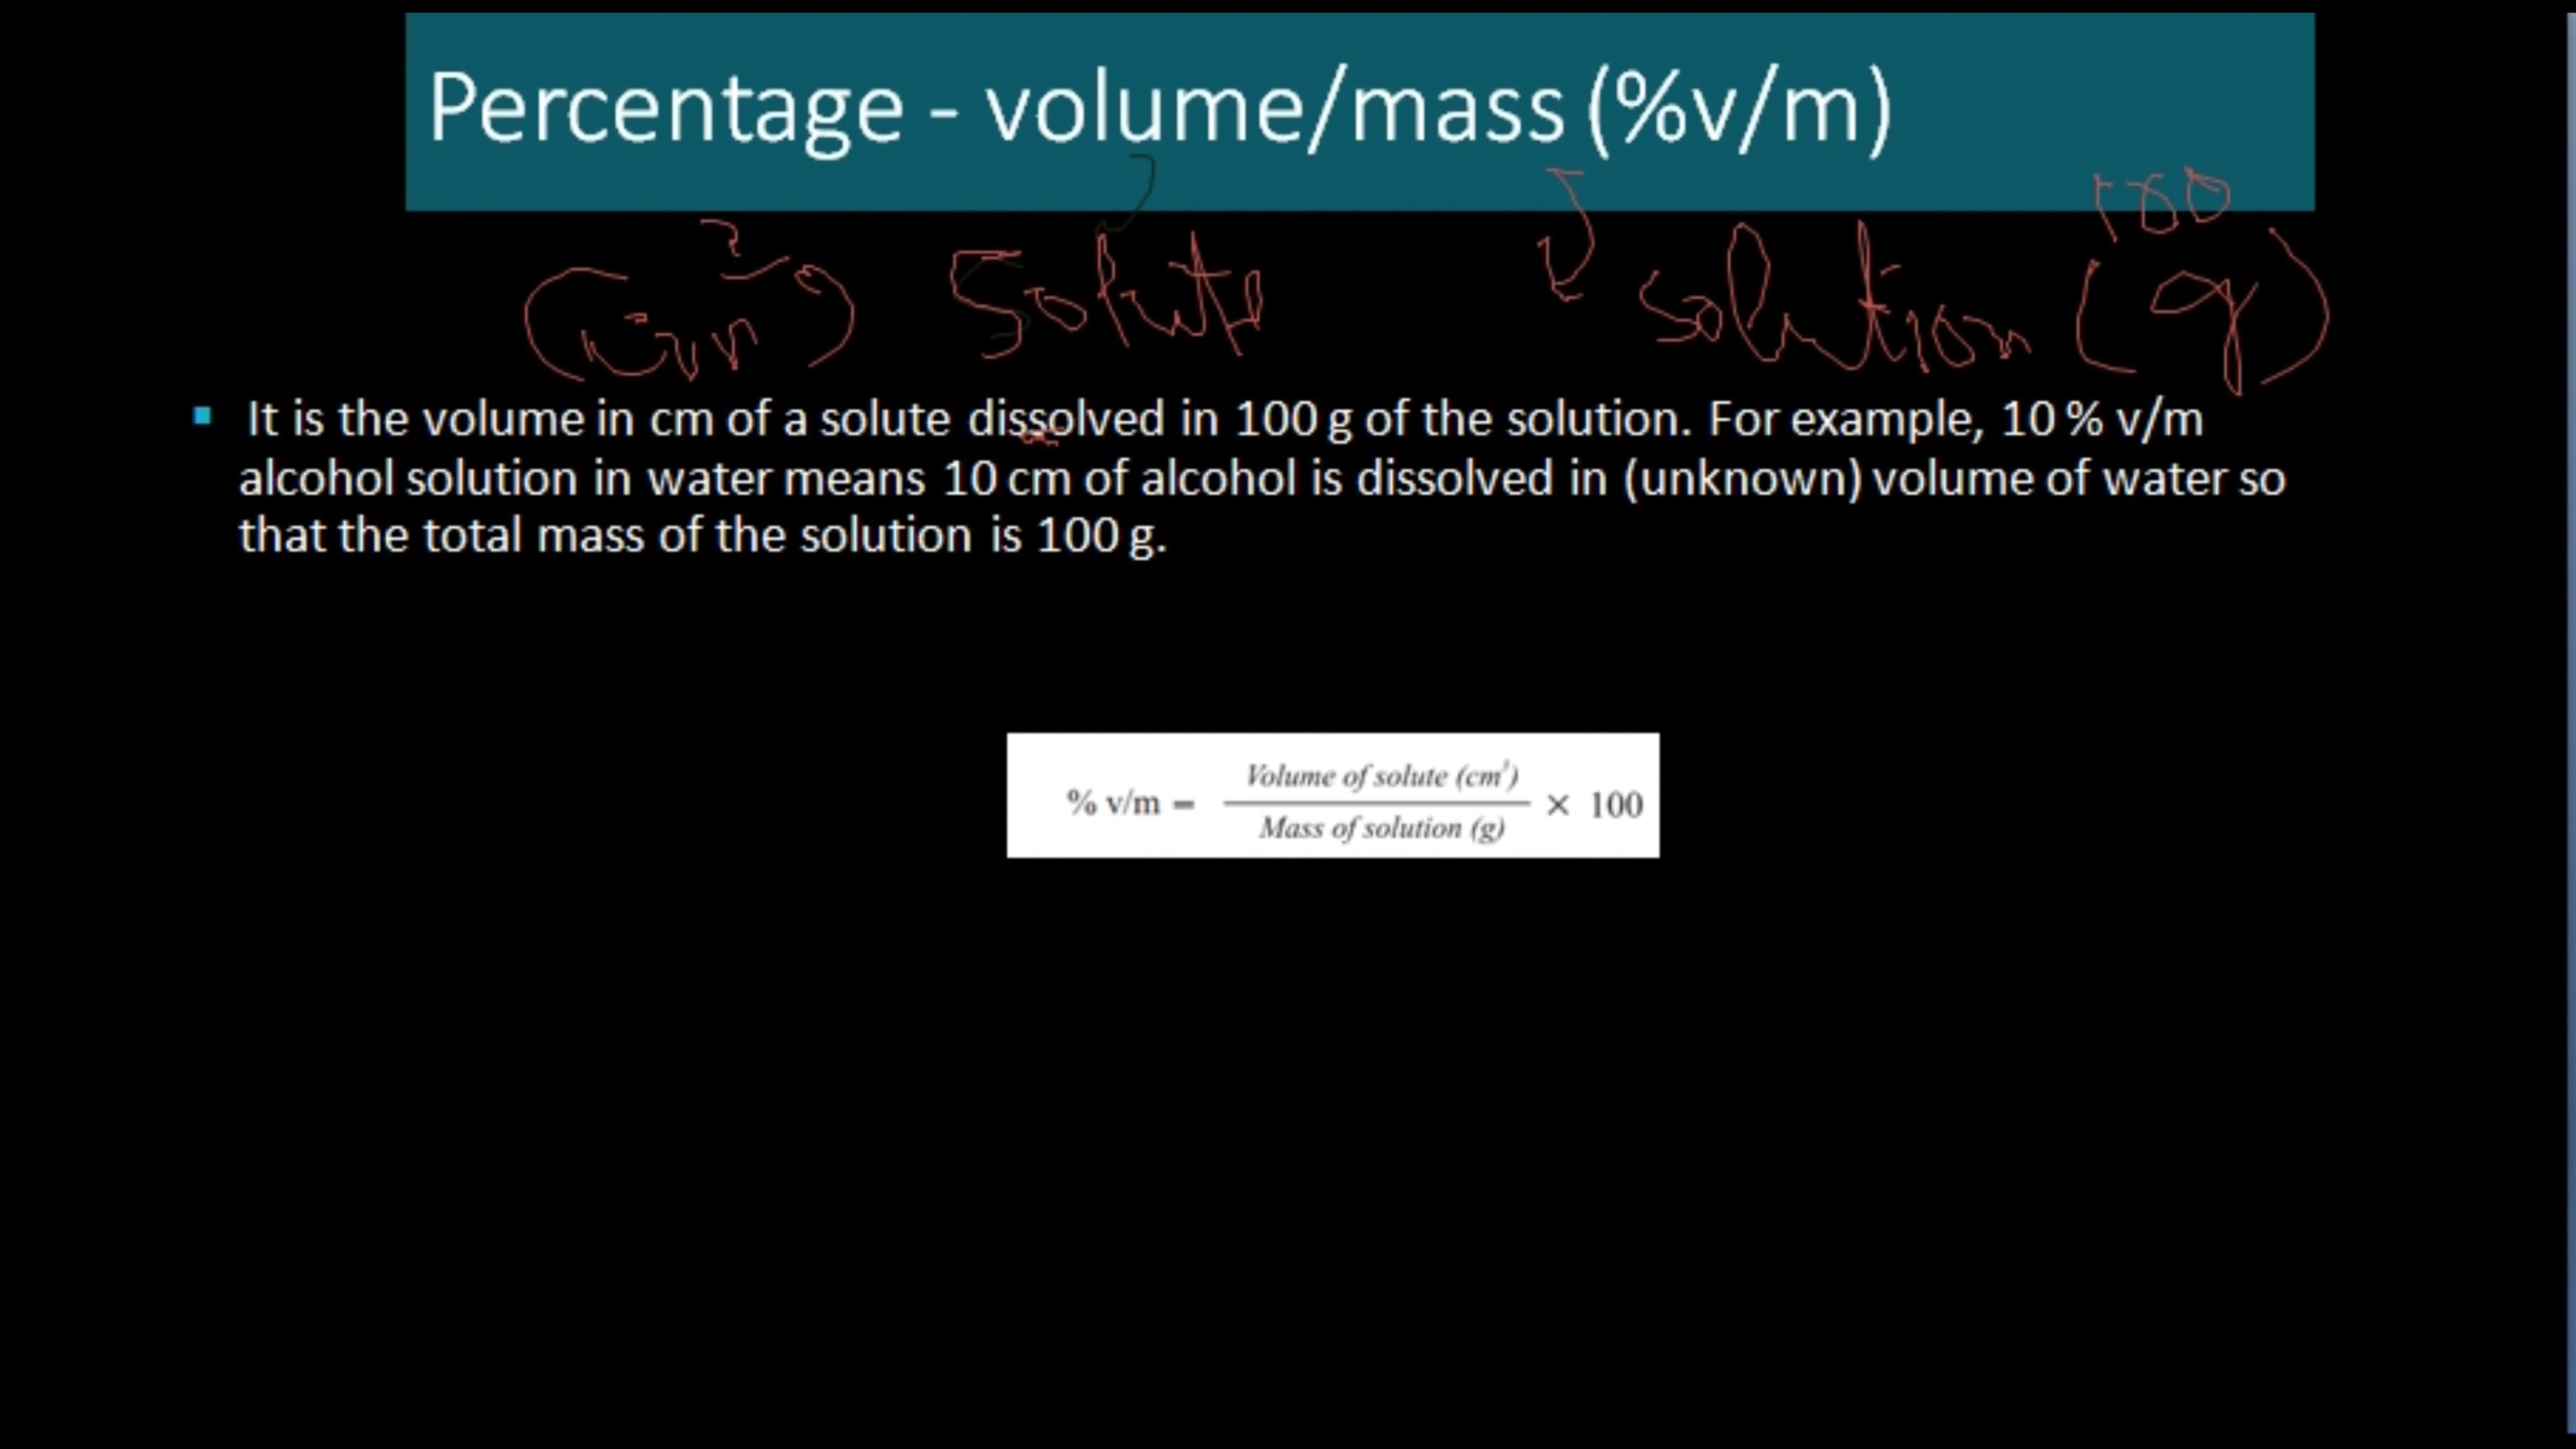 Percentage - volume/mass (%v/m)
100
(cm³) Solute solution (g)
▪ It is the volume in cm of a solute dissolved in 100 g of the solution. For example, 10 % v/m
alcohol solution in water means 10 cm of alcohol is dissolved in (unknown) volume of water so
that the total mass of the solution is 100 g.
% v/m = Volume of solute (cm³) / Mass of solution (g) × 100